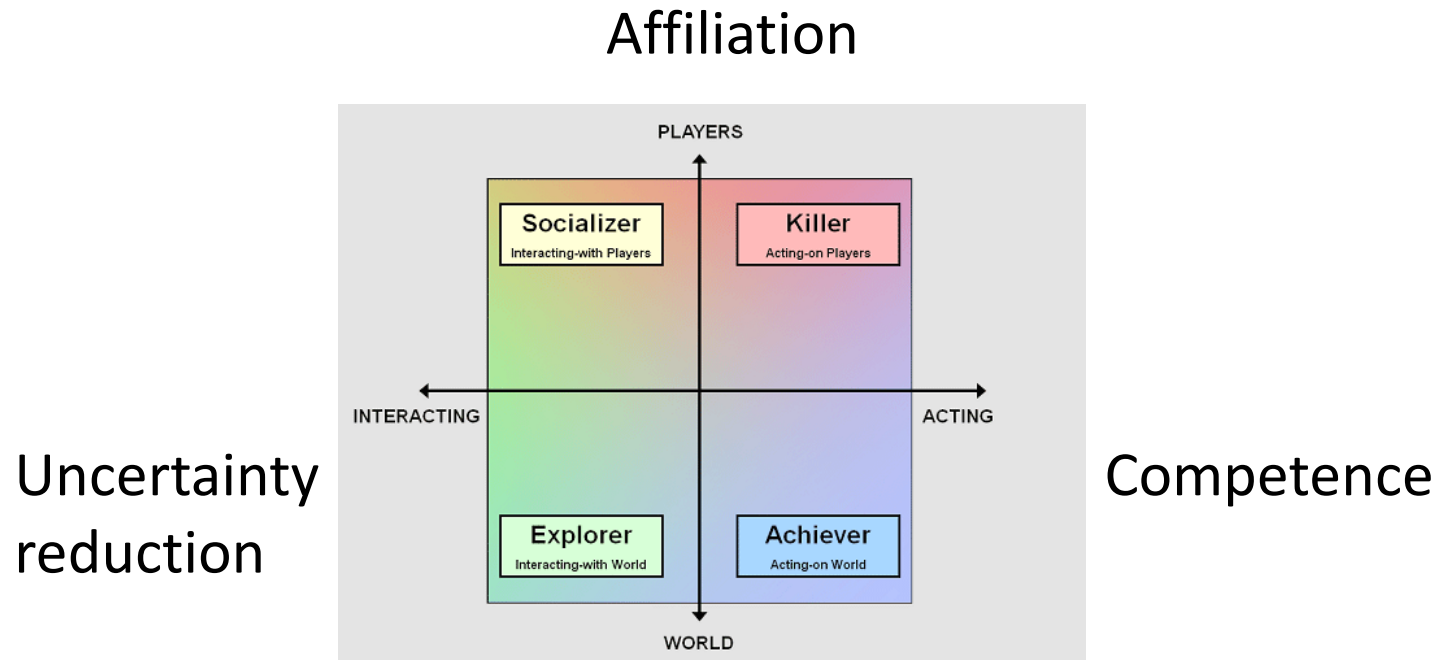 Affiliation
PLAYERS
Socializer
Interacting-with Players
Killer
Acting-on Players
INTERACTING
ACTING
Uncertainty
reduction
Competence
Explorer
Interacting-with World
Achiever
Acting-on World
WORLD